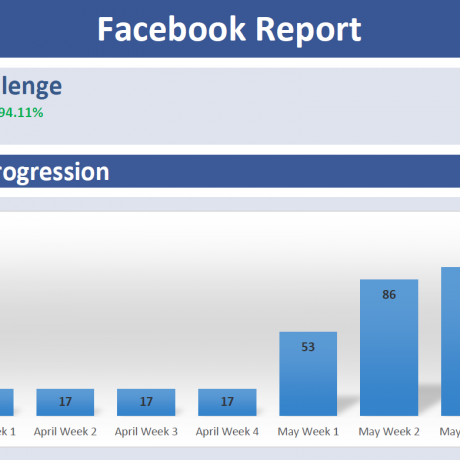 Facebook Report
llenge
94.11%
rogression
86
53
17 17 17
k 1 April Week 2 April Week 3 April Week 4 May Week 1 May Week 2 May